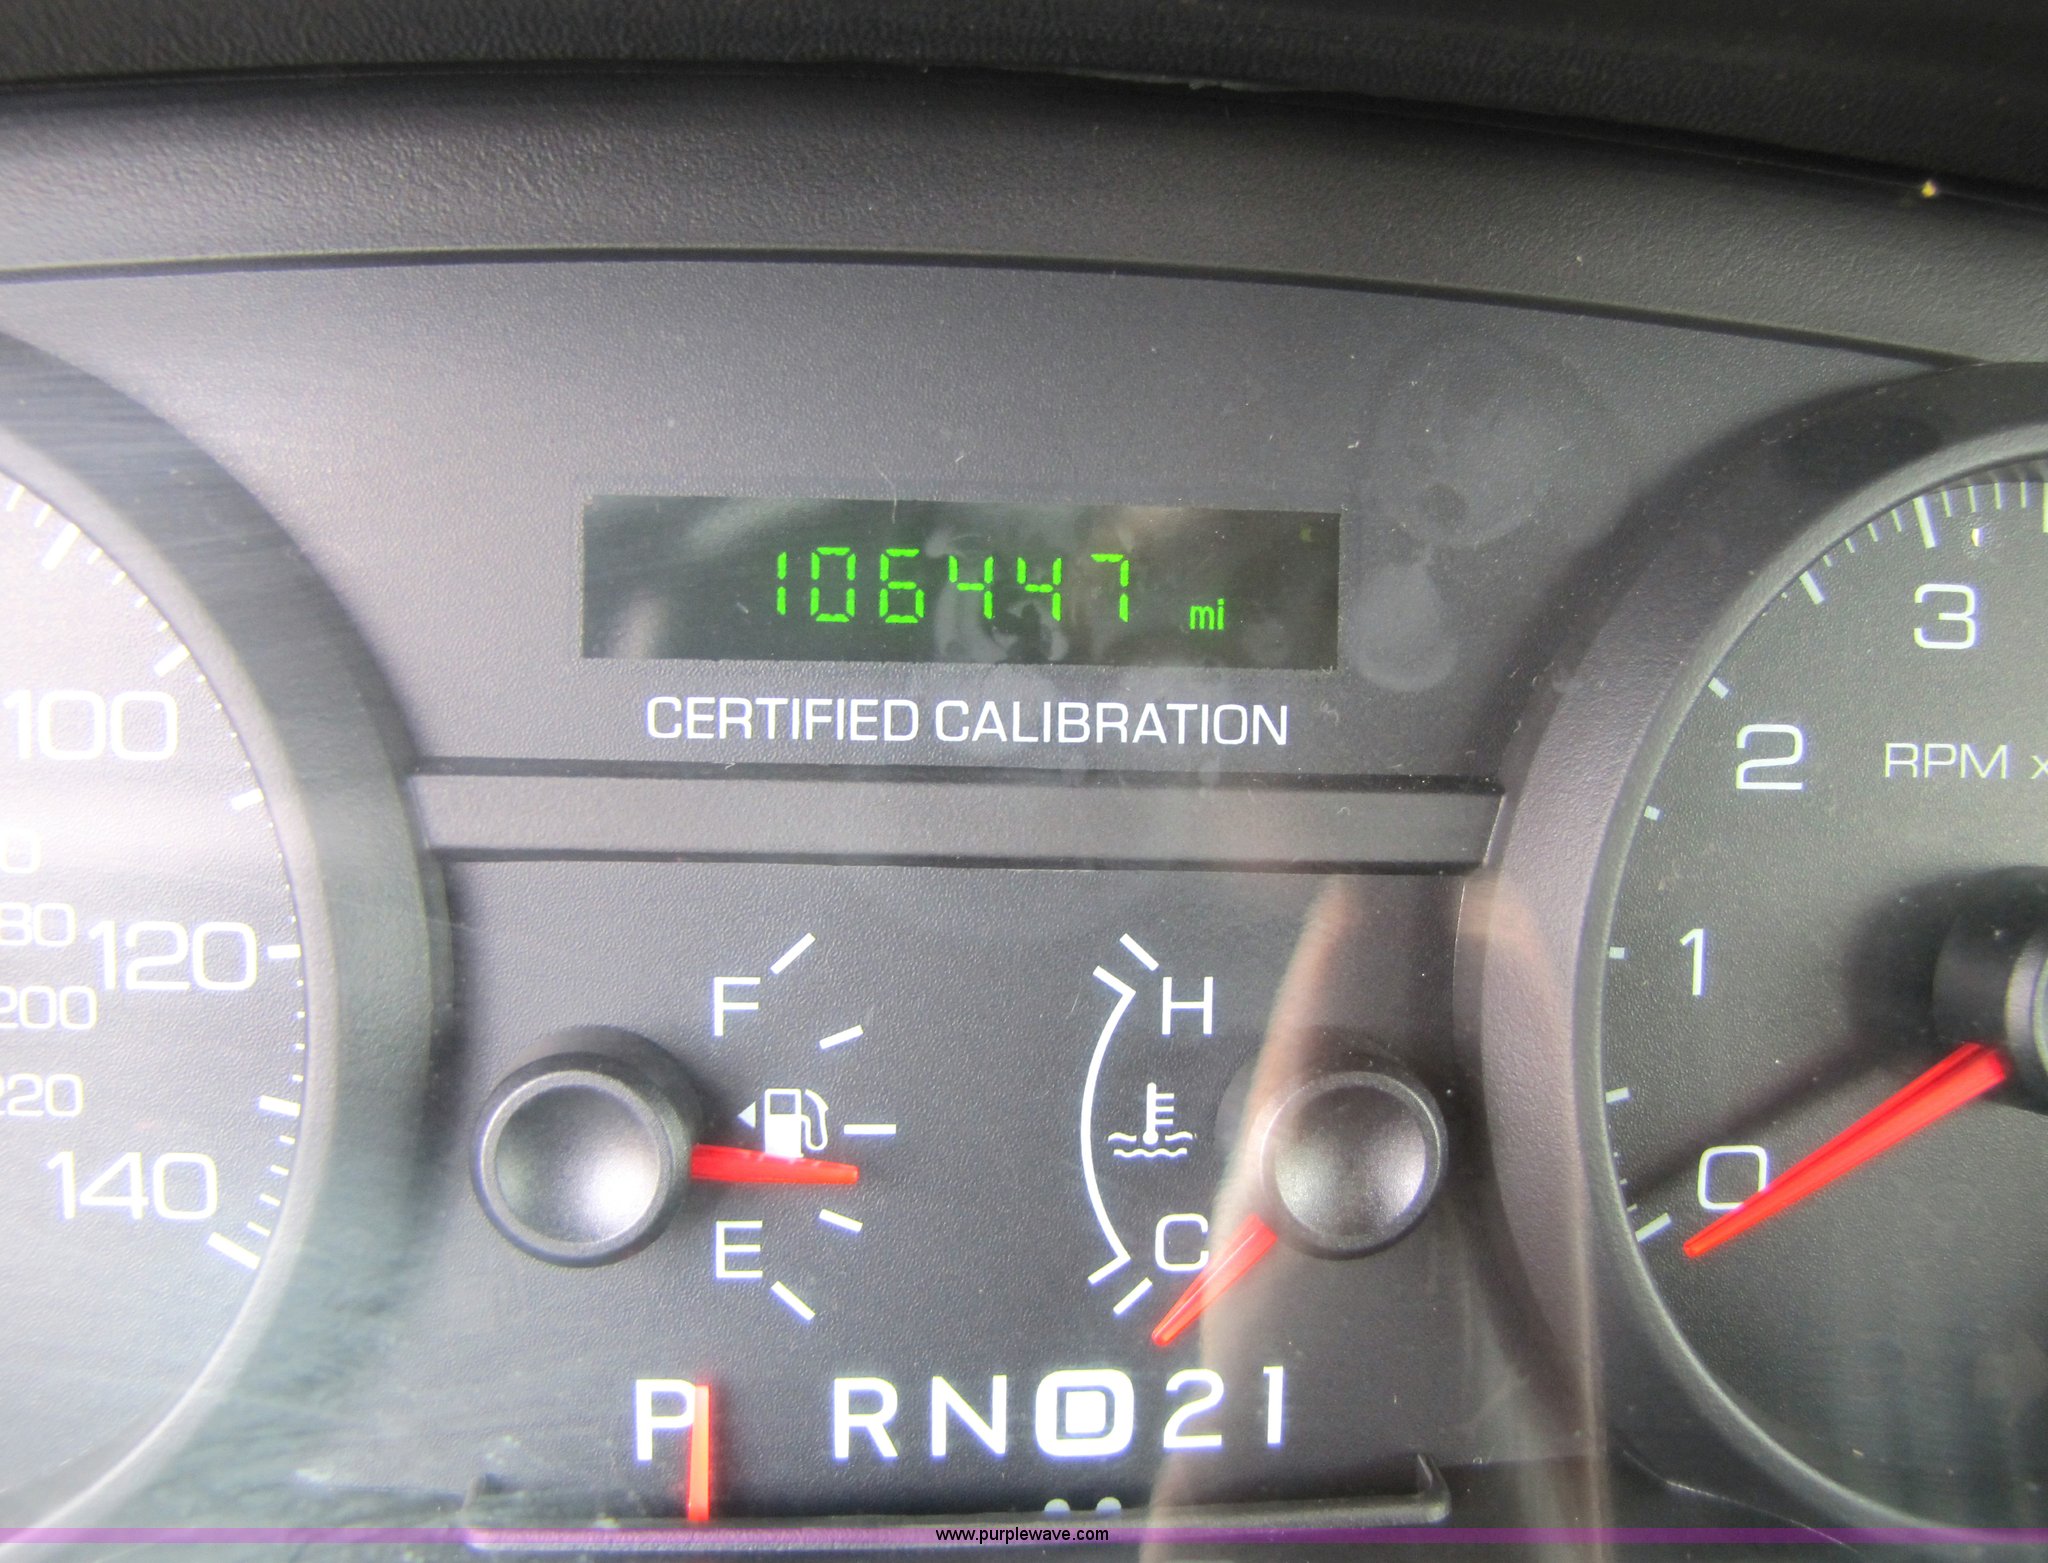 106447 mi
CERTIFIED CALIBRATION
100
120
200
220
140
F
E
H
C
3
2
RPM x
1
0
P R N D 2 1
www.purplewave.com